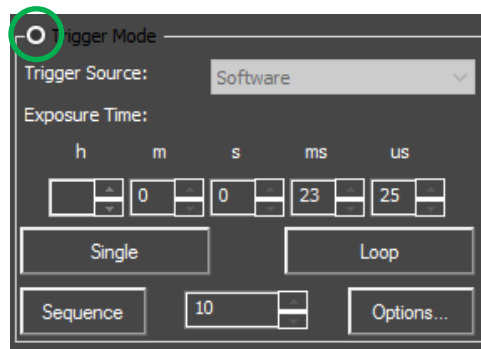 Trigger Mode
Trigger Source: Software
Exposure Time:
h m s ms us
0 0 23 25
Single Loop
Sequence 10 Options...